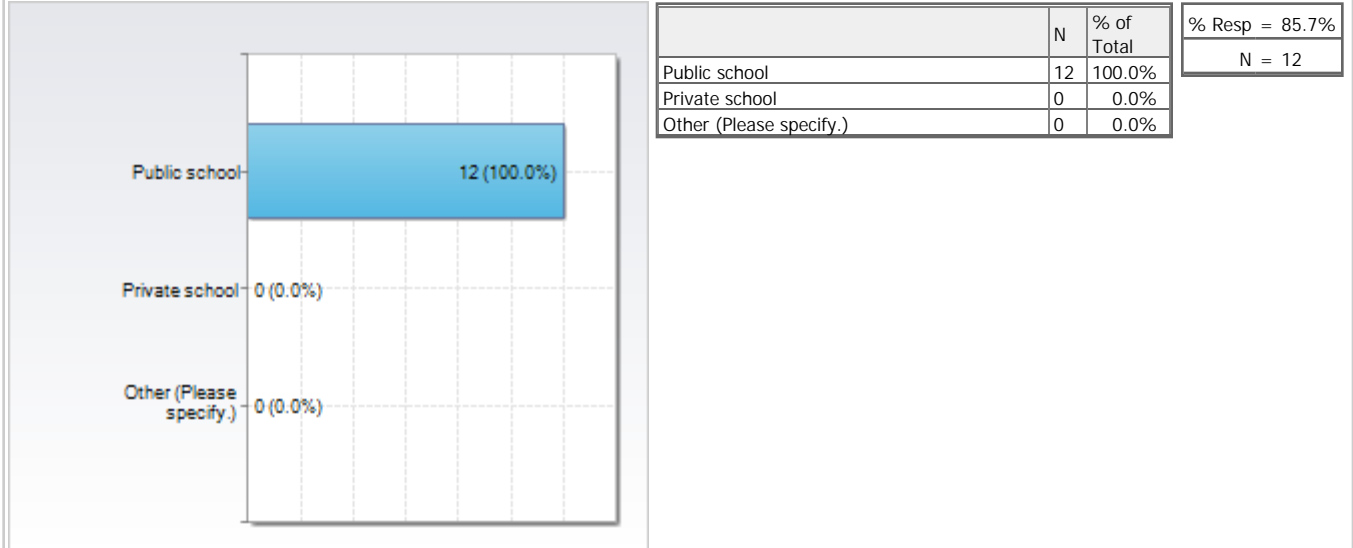 Public school
12 (100.0%)
Private school
0 (0.0%)
Other (Please
specify.)
0 (0.0%)
N % of
Total
Public school 12 100.0%
Private school 0 0.0%
Other (Please specify.) 0 0.0%
% Resp = 85.7%
N = 12